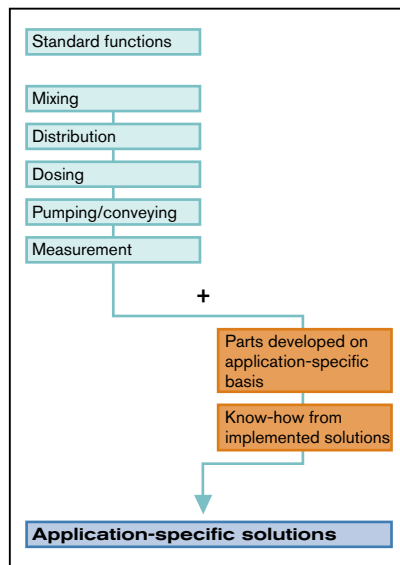 Standard functions
Mixing
Distribution
Dosing
Pumping/conveying
Measurement
+
Parts developed on
application-specific
basis
Know-how from
implemented solutions
Application-specific solutions